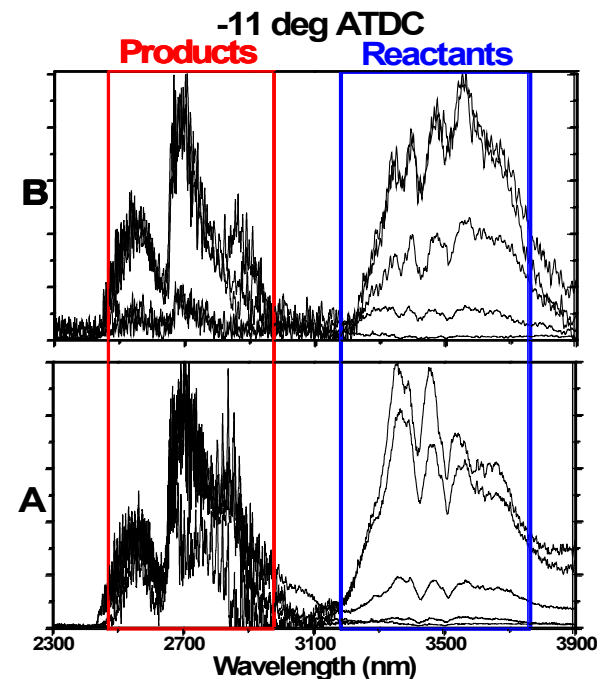 -11 deg ATDC
Products Reactants
B
A
2300 2700 3100 3500 3900
Wavelength (nm)